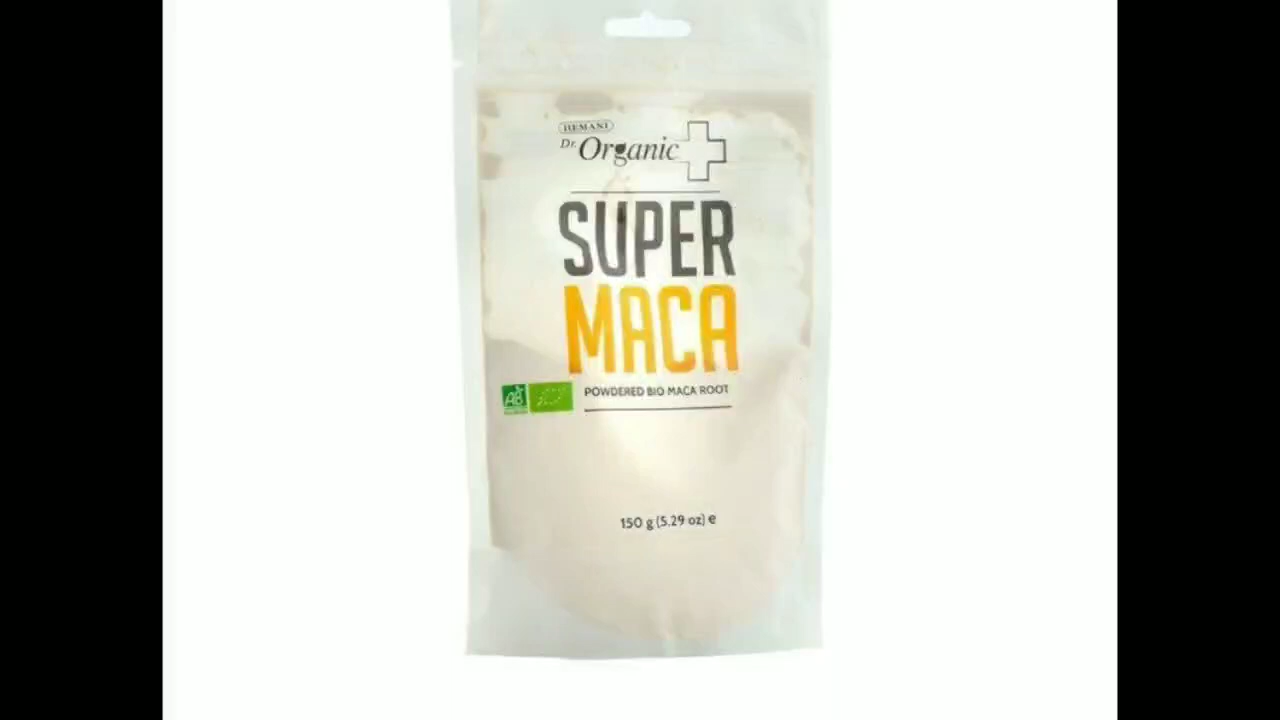 HEMANI
Dr. Organic
SUPER
MACA
AB
POWDERED BIO MACA ROOT
150 g (5.29 oz) e